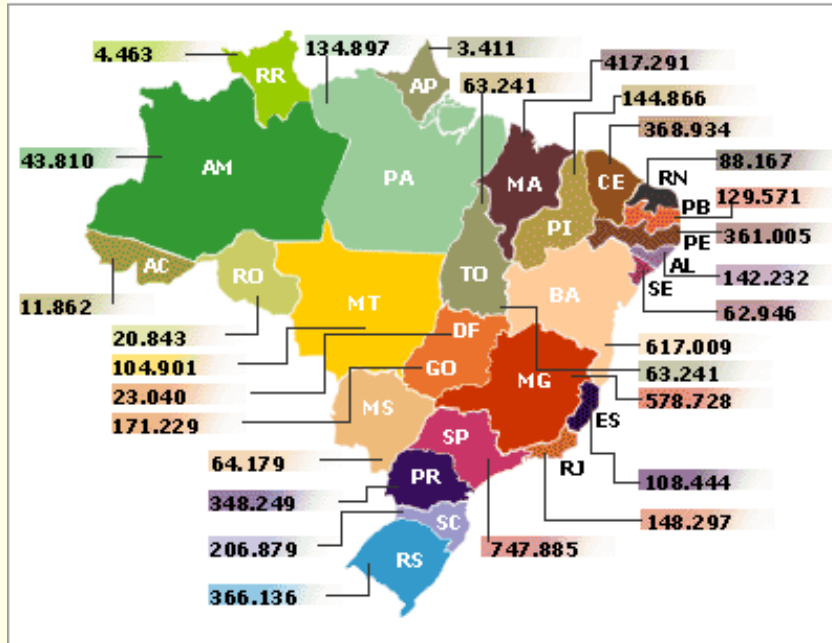 4.463
RR
134.897
AP
3.411
63.241
417.291
144.866
368.934
43.810
AM
PA
MA
PI
CE
RN
88.167
PB
129.571
PE
361.005
AL
142.232
SE
62.946
AC
RO
TO
BA
11.862
MT
20.843
DF
617.009
104.901
GO
MG
63.241
23.040
578.728
171.229
MS
ES
SP
RJ
64.179
PR
108.444
348.249
SC
148.297
206.879
RS
747.885
366.136